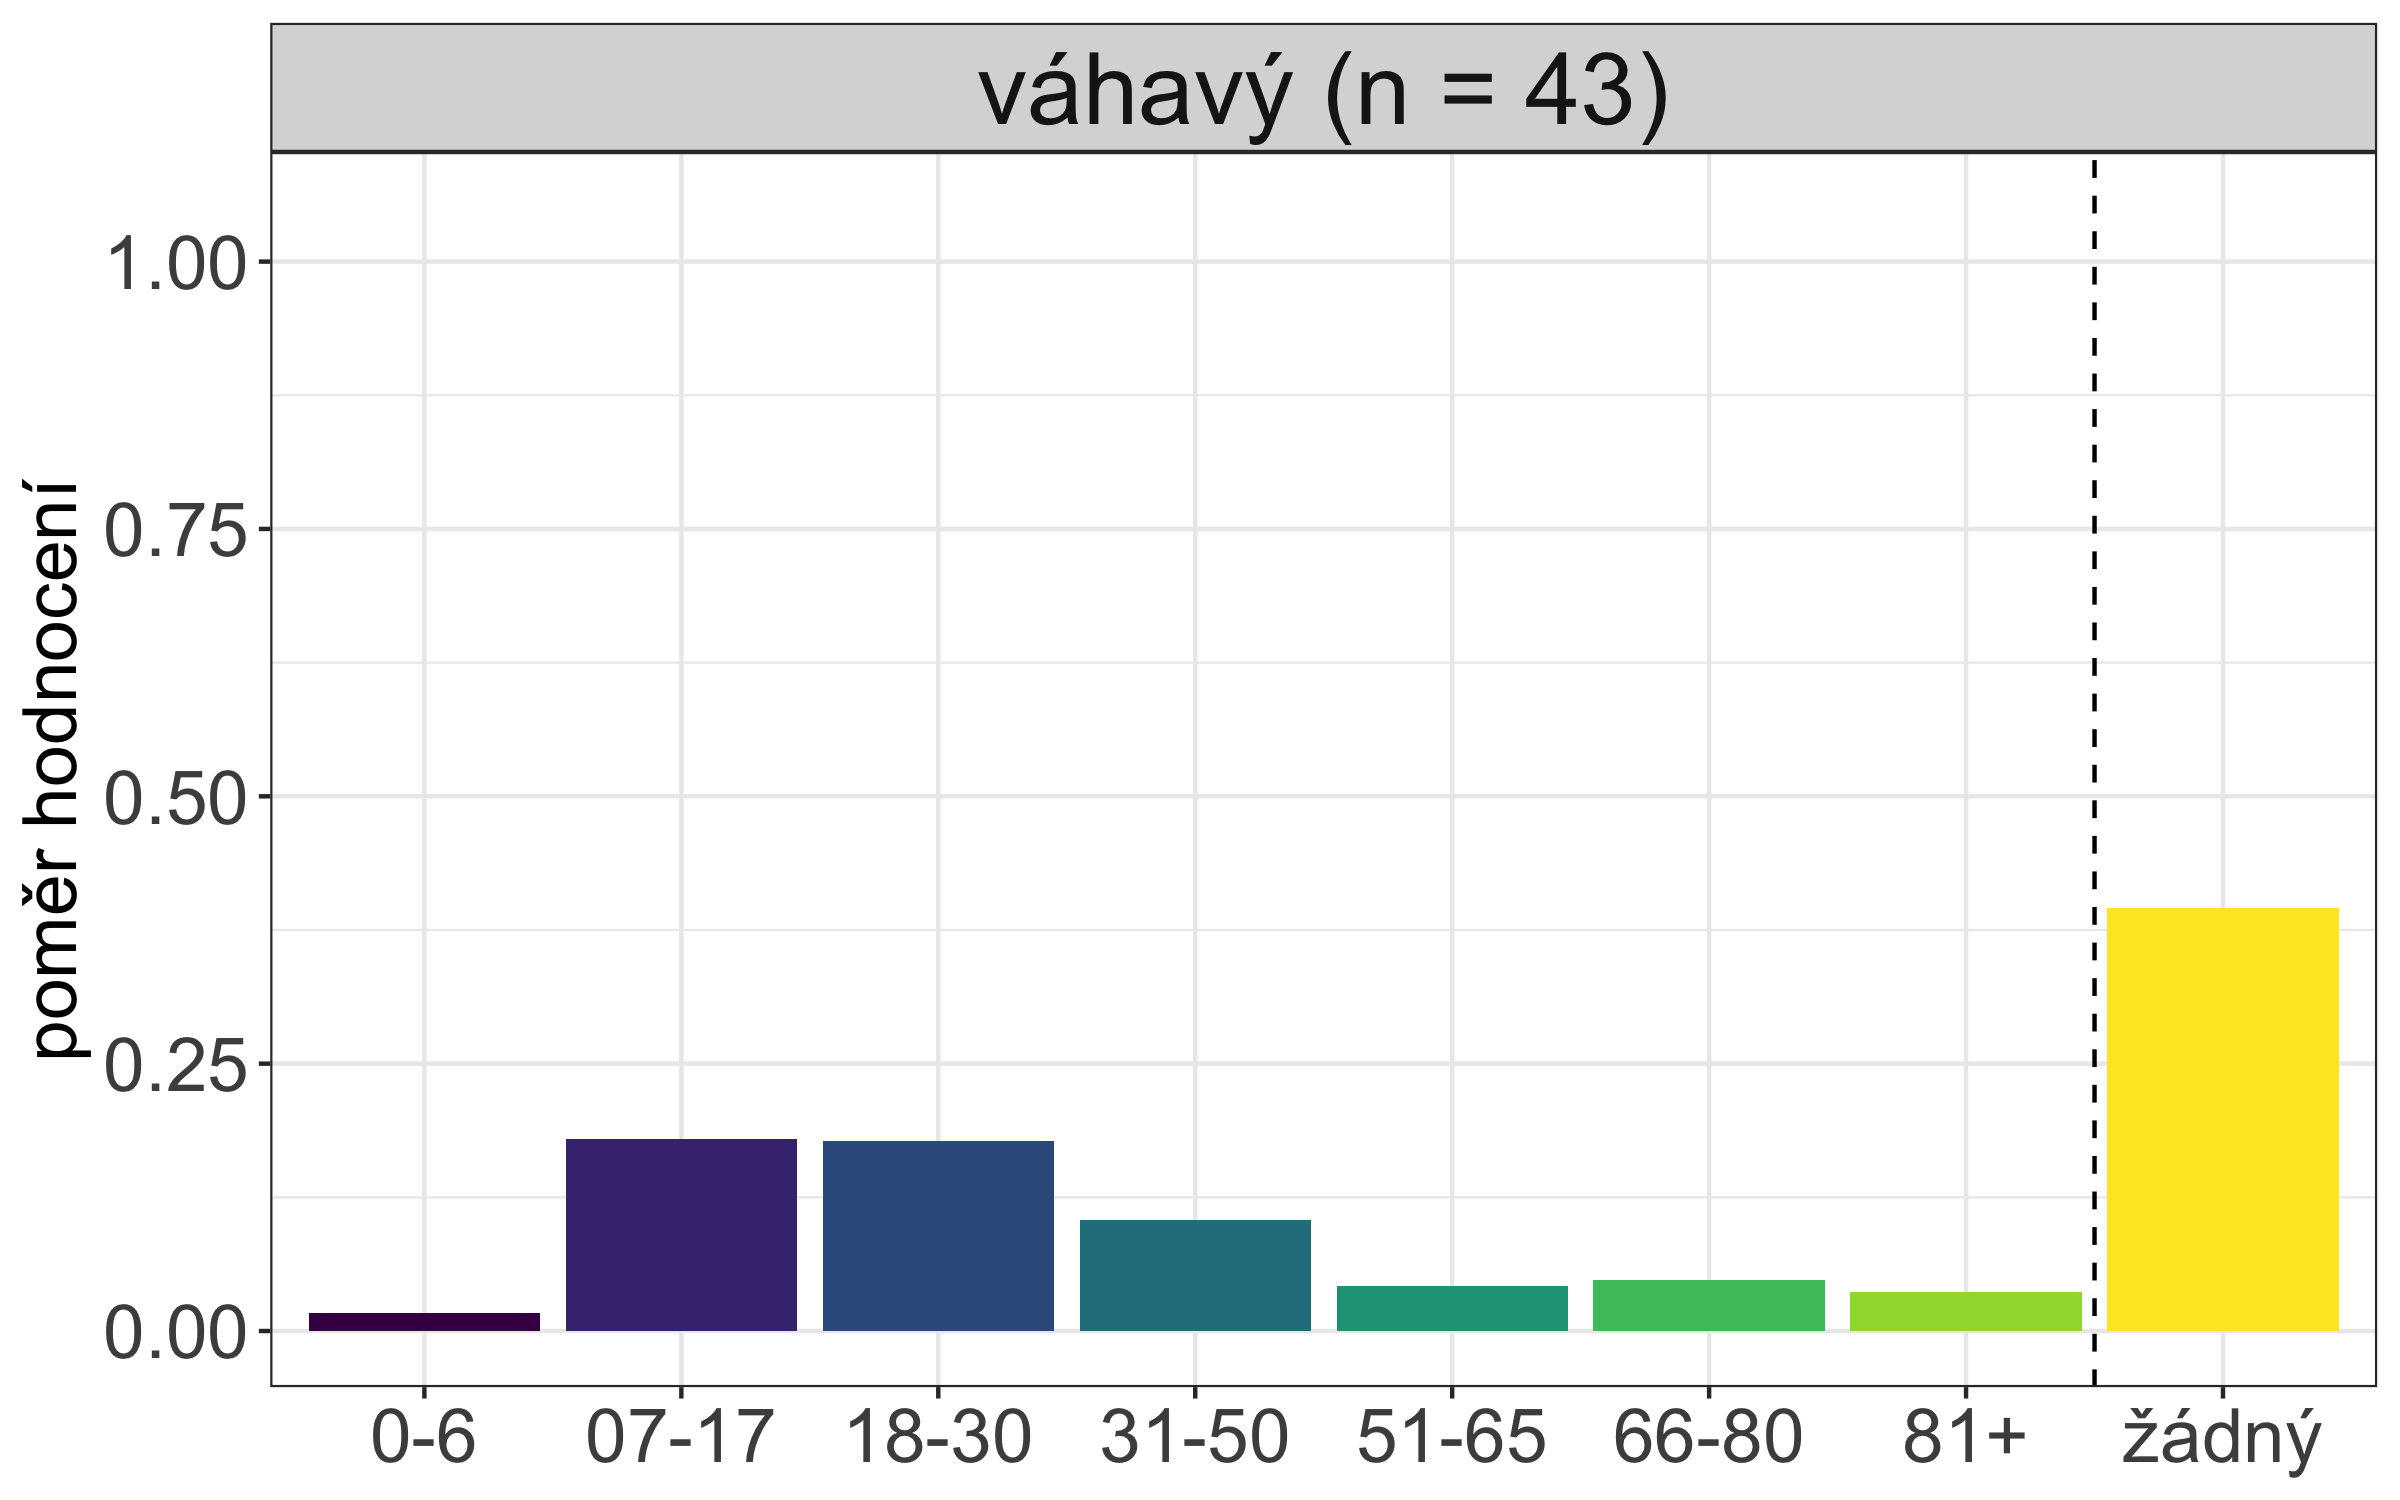 váhavý (n = 43)
poměr hodnocení
1.00
0.75
0.50
0.25
0.00
0-6 07-17 18-30 31-50 51-65 66-80 81+ žádný